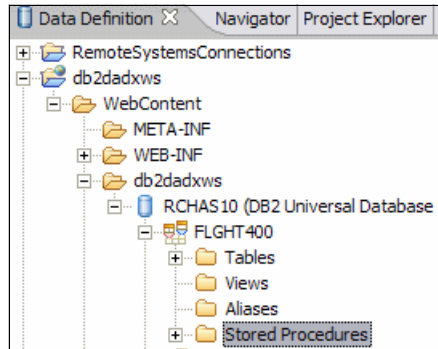 Data Definition Navigator Project Explorer
RemoteSystemsConnections
db2dadxws
WebContent
META-INF
WEB-INF
db2dadxws
RCHAS10 (DB2 Universal Database
FLGHT400
Tables
Views
Aliases
Stored Procedures